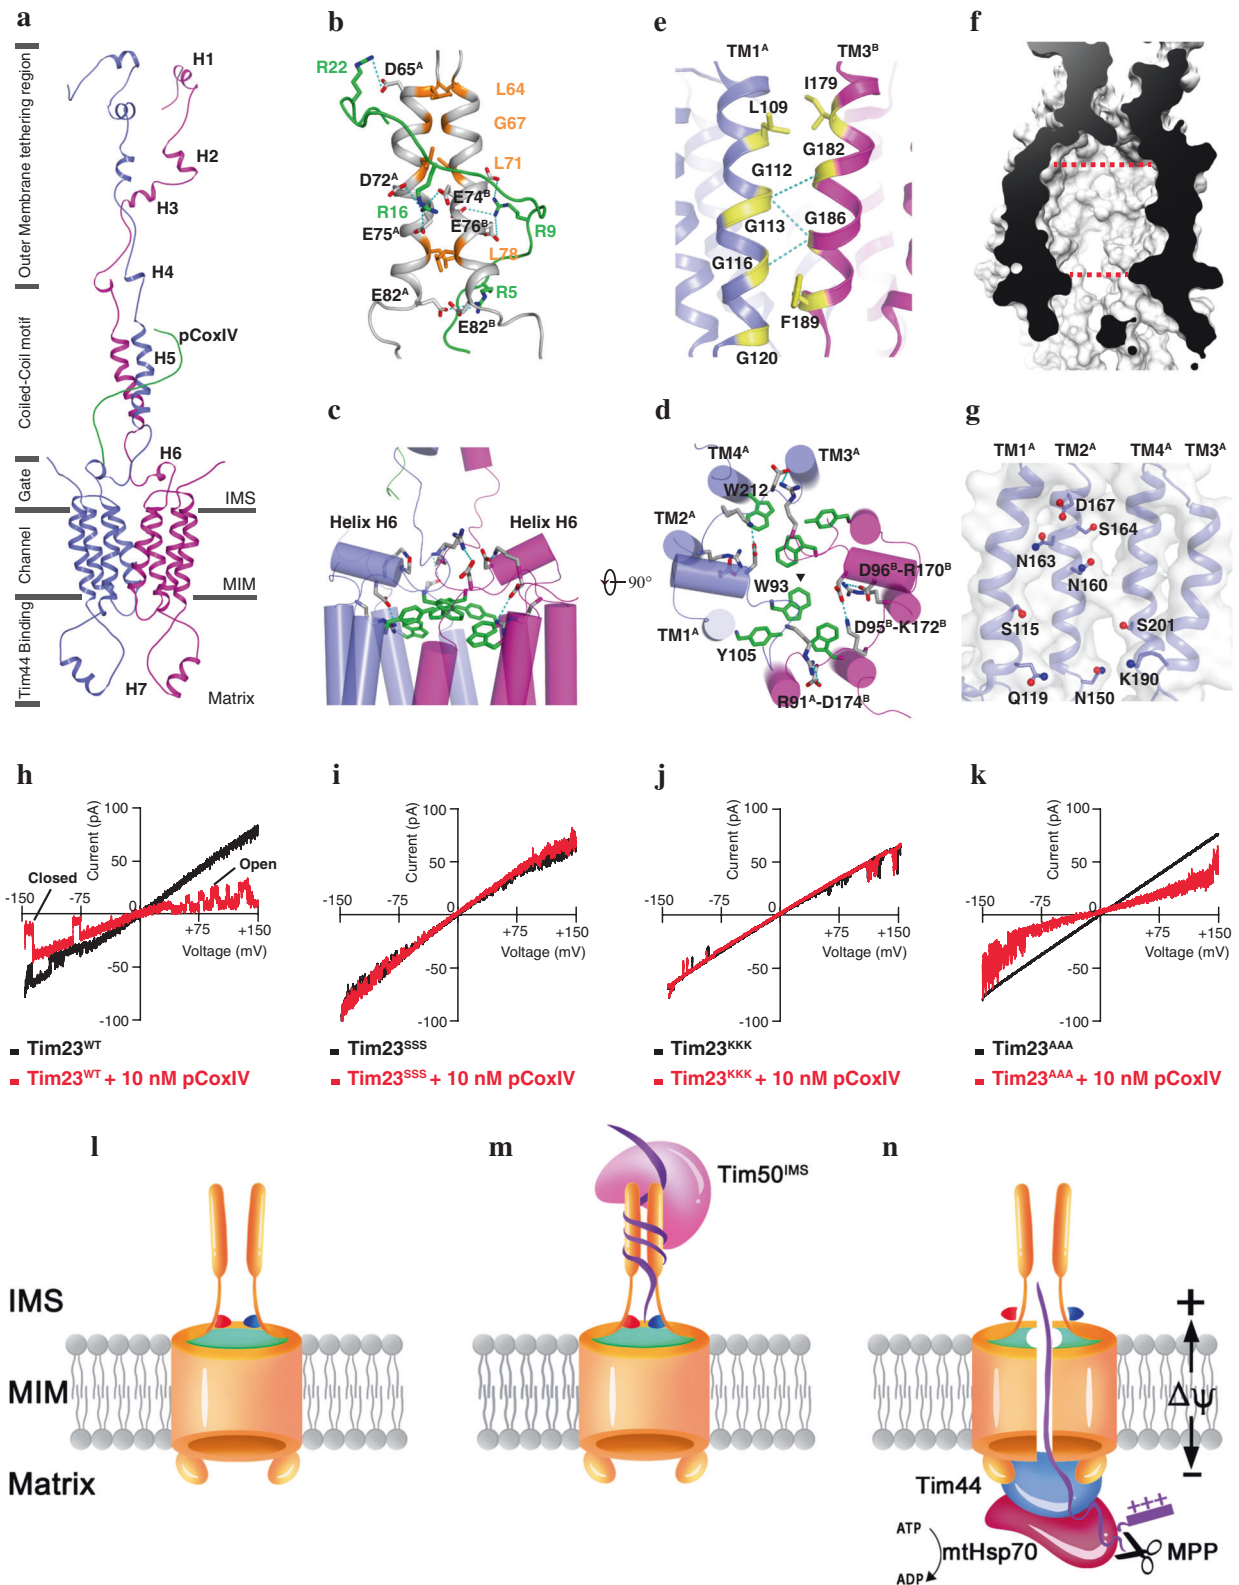 a
Outer Membrane tethering region
Coiled-Coil motif
Gate
Channel
Tim44 Binding
H1
H2
H3
H4
pCoxIV
H5
H6
IMS
MIM
H7
Matrix
b
R22
D65A
L64
G67
L71
D72A
E74B
R16
E75A
E76B
R9
L78
E82A
R5
E82B
e
TM1A
TM3B
I179
L109
G182
G112
G186
G113
G116
F189
G120
f
c
Helix H6
Helix H6
90°
d
TM4A
TM3A
W212
TM2A
W93
D96B-R170B
D95B-K172B
TM1A
Y105
R91A-D174B
g
TM1A
TM2A
TM4A
TM3A
D167
S164
N163
N160
S115
S201
K190
Q119
N150
h
Current (pA)
100
50
Closed
Open
-150
-75
0
+75
+150
Voltage (mV)
-50
-100
Tim23WT
Tim23WT + 10 nM pCoxIV
i
Current (pA)
100
50
-150
-75
0
+75
+150
Voltage (mV)
-50
-100
Tim23SSS
Tim23SSS + 10 nM pCoxIV
j
Current (pA)
100
50
-150
-75
0
+75
+150
Voltage (mV)
-50
-100
Tim23KKK
Tim23KKK + 10 nM pCoxIV
k
Current (pA)
100
50
-150
-75
0
+75
+150
Voltage (mV)
-50
-100
Tim23AAA
Tim23AAA + 10 nM pCoxIV
l
IMS
MIM
Matrix
m
Tim50IMS
n
+
ΔΨ
-
Tim44
+++
ATP
mtHsp70
MPP
ADP